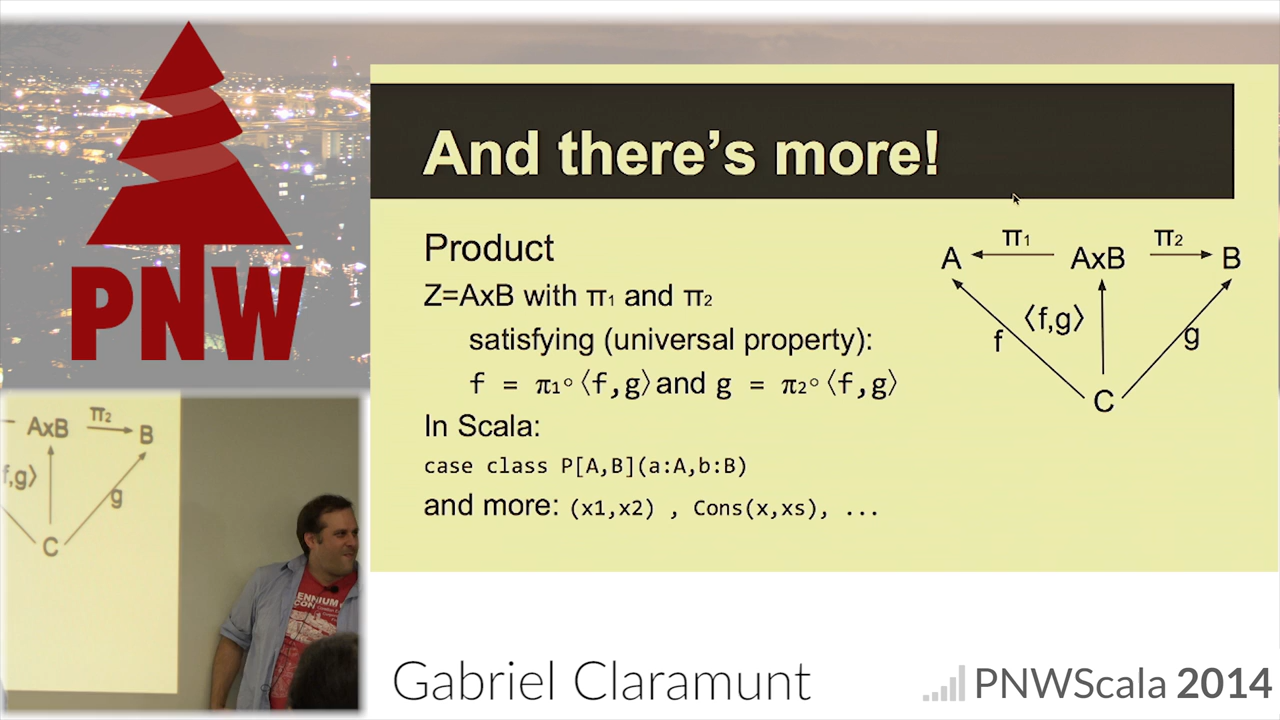 PNW
And there's more!
Product
Z=AxB with π1 and π2
satisfying (universal property):
f = π1∘⟨f,g⟩and g = π2∘⟨f,g⟩
In Scala:
case class P[A,B](a:A,b:B)
and more: (x1,x2) , Cons(x,xs), ...
π1 π2
A AxB B
⟨f,g⟩
f g
C
π2
AxB B
f,g⟩
g
C
Gabriel Claramunt
PNWScala 2014